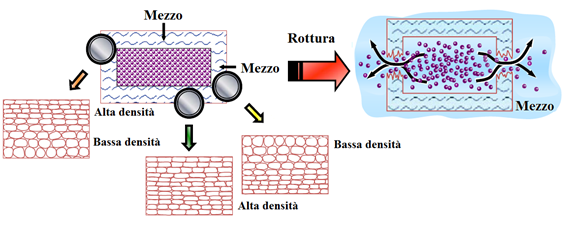 Mezzo
Mezzo
Rottura
Mezzo
Alta densità
Bassa densità
Bassa densità
Alta densità